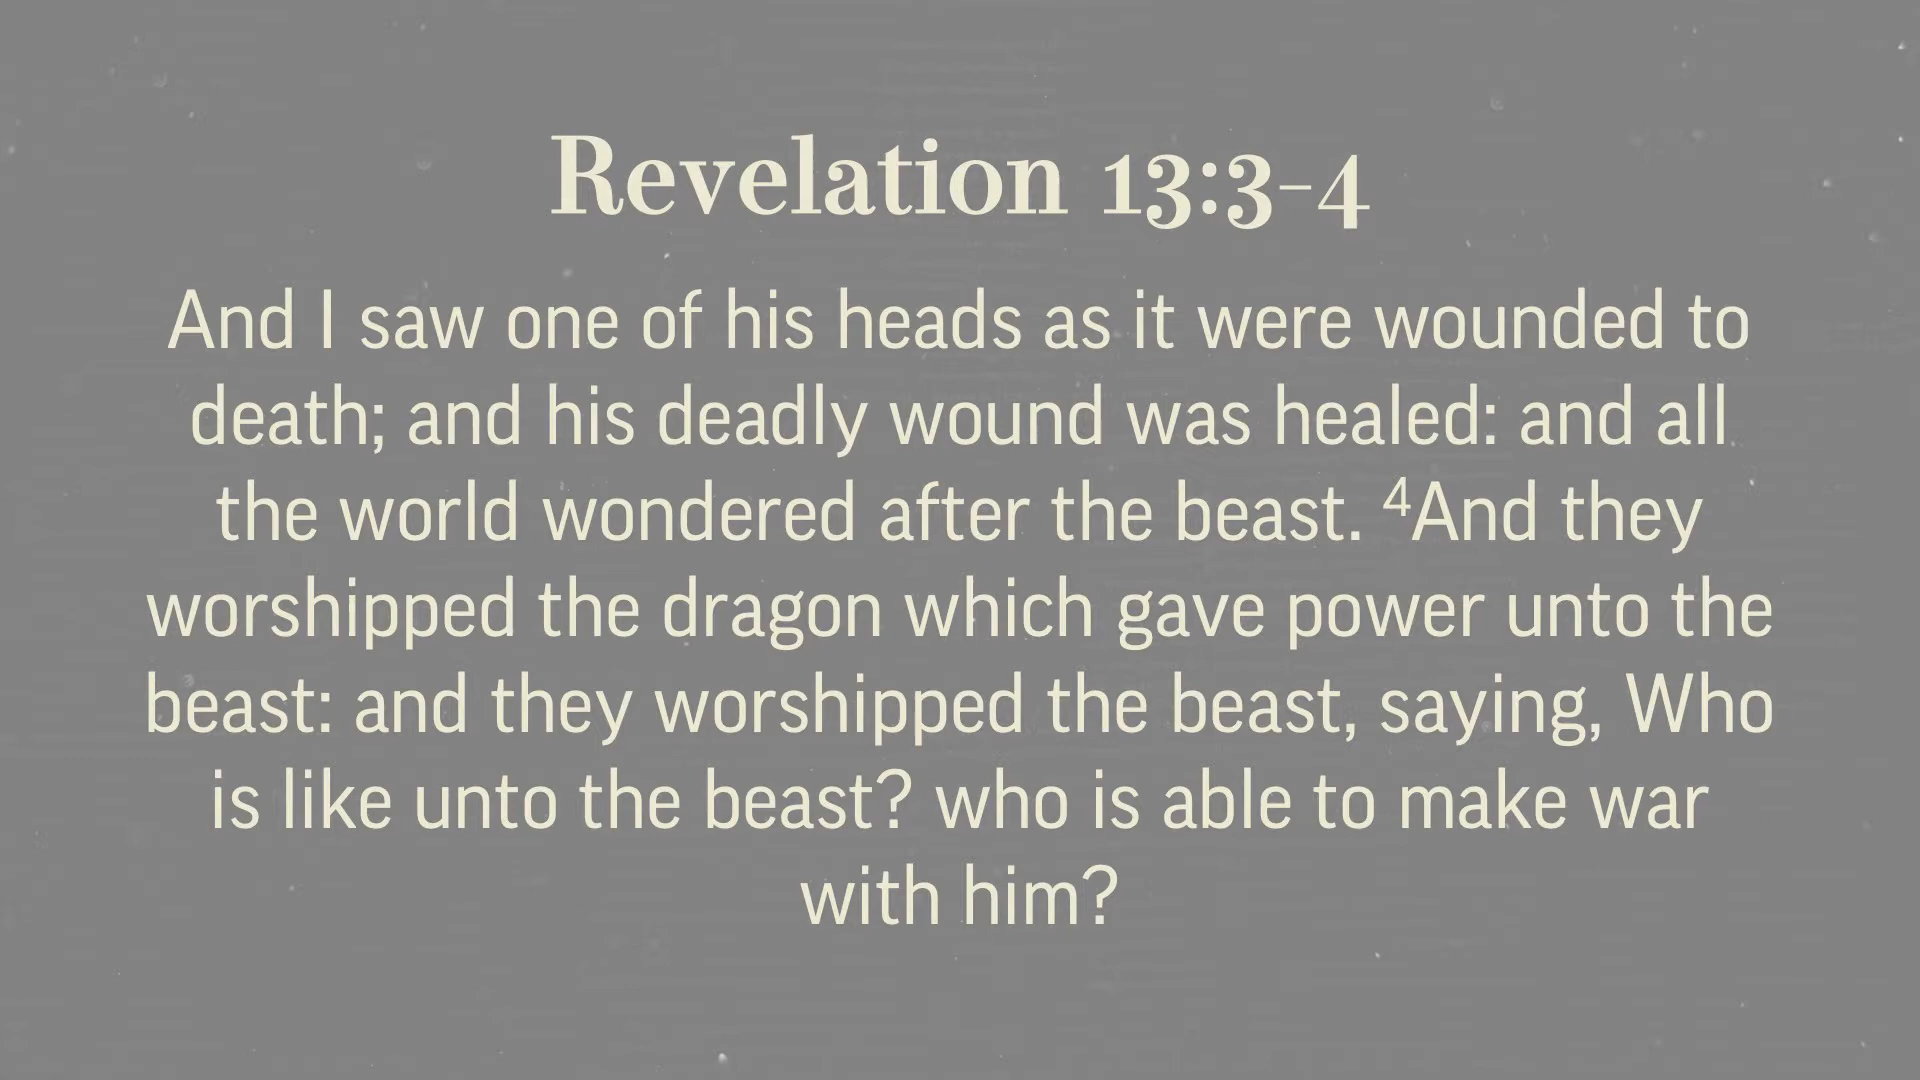 Revelation 13:3-4
And I saw one of his heads as it were wounded to
death; and his deadly wound was healed: and all
the world wondered after the beast. ⁴And they
worshipped the dragon which gave power unto the
beast: and they worshipped the beast, saying, Who
is like unto the beast? who is able to make war
with him?